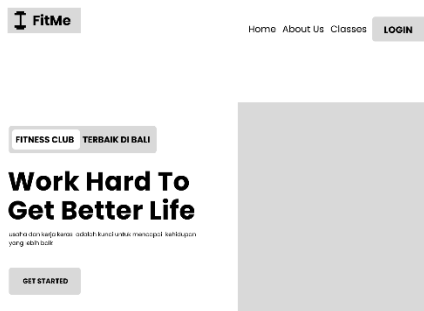 FitMe
Home About Us Classes LOGIN
FITNESS CLUB TERBAIK DI BALI
Work Hard To
Get Better Life
usaha dan kerja keras adalah kunci untuk mencapai kehidupan
yang lebih baik
GET STARTED